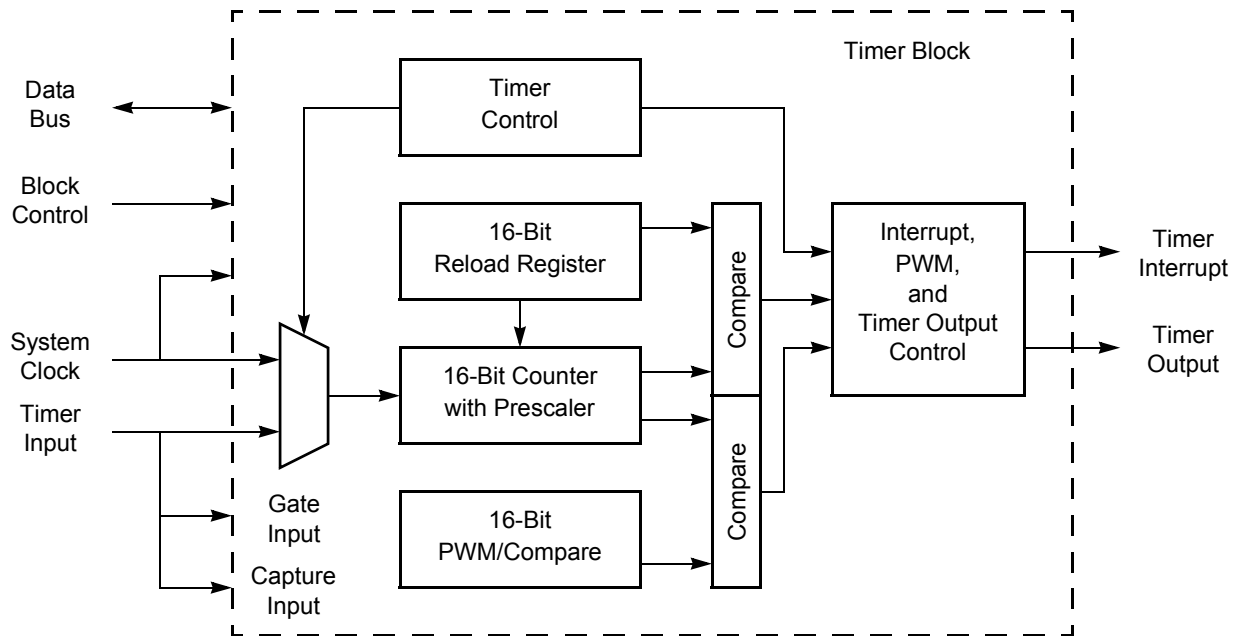 Timer Block
Data
Bus
Timer
Control
Block
Control
16-Bit
Reload Register
Compare
Interrupt,
PWM,
and
Timer Output
Control
Timer
Interrupt
System
Clock
16-Bit Counter
with Prescaler
Timer
Output
Timer
Input
Compare
Gate
Input
16-Bit
PWM/Compare
Capture
Input